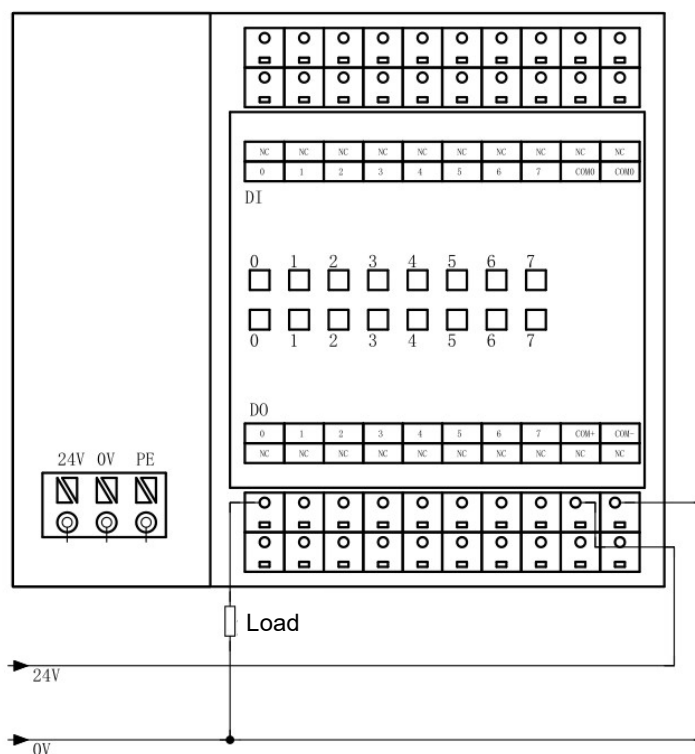 NC NC NC NC NC NC NC NC NC NC
0 1 2 3 4 5 6 7 COM0 COM0
DI
0 1 2 3 4 5 6 7
0 1 2 3 4 5 6 7
DO
0 1 2 3 4 5 6 7 COM+ COM-
NC NC NC NC NC NC NC NC NC NC
24V 0V PE
Load
24V
0V